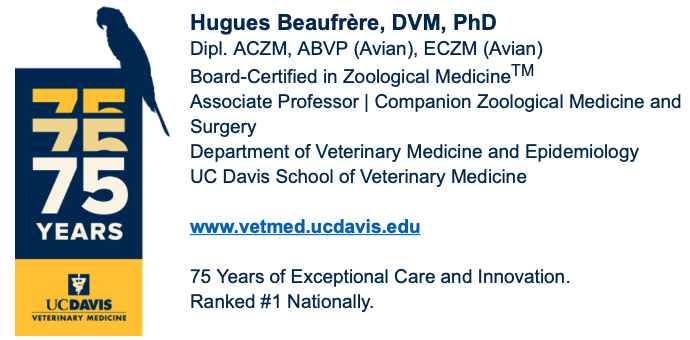 75
75
75
YEARS
UCDAVIS
VETERINARY MEDICINE
Hugues Beaufrère, DVM, PhD
Dipl. ACZM, ABVP (Avian), ECZM (Avian)
Board-Certified in Zoological Medicine™
Associate Professor | Companion Zoological Medicine and
Surgery
Department of Veterinary Medicine and Epidemiology
UC Davis School of Veterinary Medicine
www.vetmed.ucdavis.edu
75 Years of Exceptional Care and Innovation.
Ranked #1 Nationally.